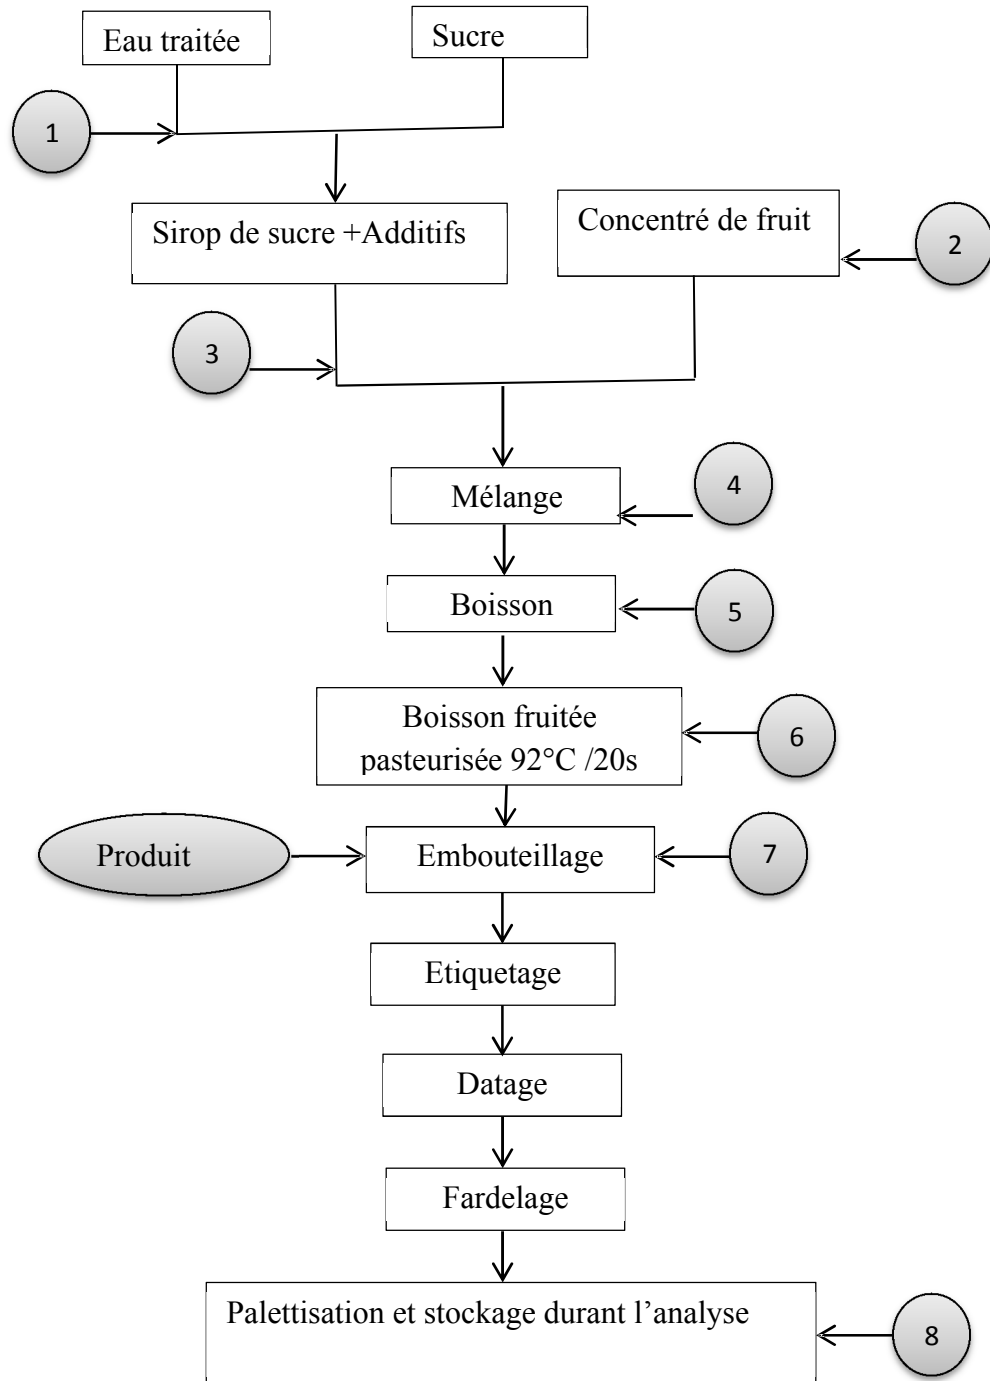 Eau traitée
Sucre
1
Sirop de sucre +Additifs
Concentré de fruit
2
3
Mélange
4
Boisson
5
Boisson fruitée
pasteurisée 92°C /20s
6
Produit
Embouteillage
7
Etiquetage
Datage
Fardelage
Palettisation et stockage durant l’analyse
8